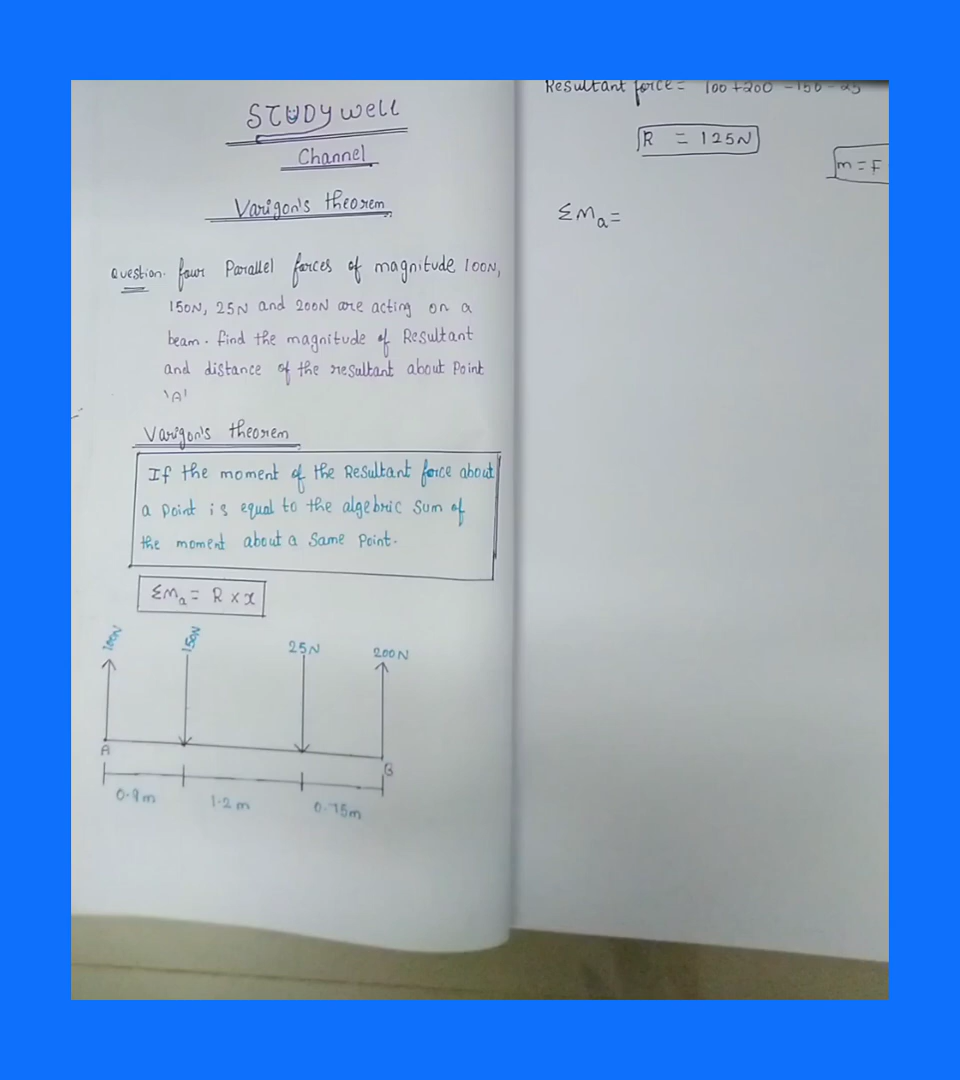 STUDY well
Channel
Varigon's theorem
Question. four Parallel forces of magnitude 100N,
150N, 25N and 200N are acting on a
beam. find the magnitude of Resultant
and distance of the resultant about Point
'A'
Varigon's theorem
If the moment of the Resultant force about
a point is equal to the algebric sum of
the moment about a same point.
Σma = R × x
100N
150N
25N
200N
A
B
0.9m
1.2m
0.75m
Resultant force = 100 +200 -150 -25
R = 125N
m = F
ΣMa =